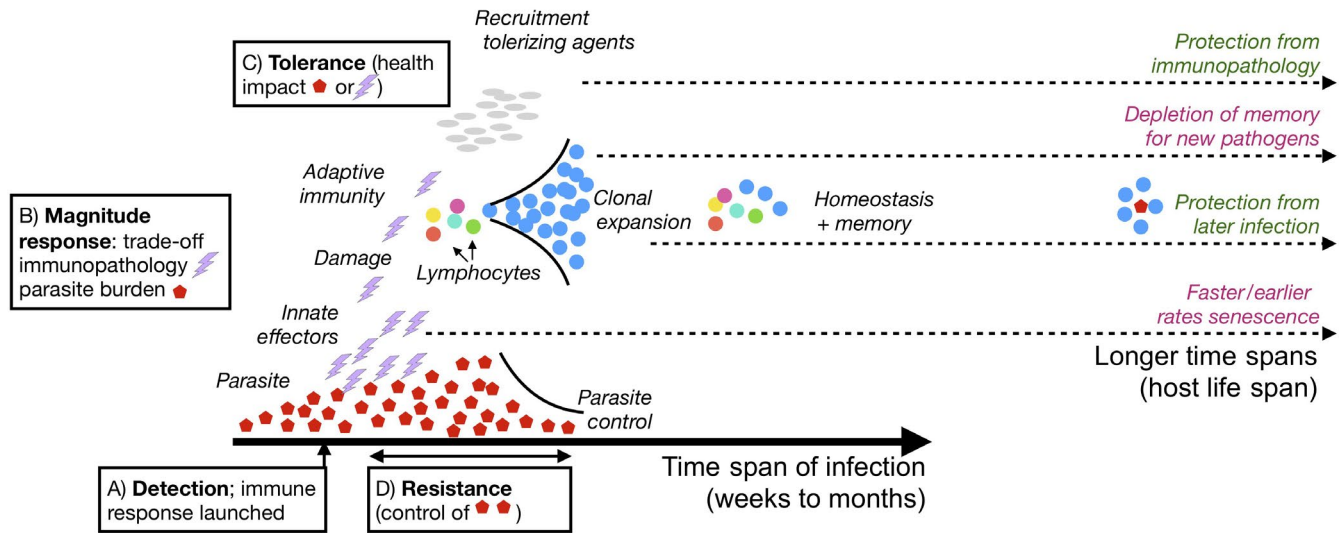 Recruitment
tolerizing agents
C) Tolerance (health
impact or )
Protection from
immunopathology
Depletion of memory
for new pathogens
Adaptive
immunity
B) Magnitude
response: trade-off
immunopathology
parasite burden
Clonal
expansion
Homeostasis
+ memory
Protection from
later infection
Damage
Lymphocytes
Innate
effectors
Faster/earlier
rates senescence
Longer time spans
(host life span)
Parasite
Parasite
control
Time span of infection
(weeks to months)
A) Detection; immune
response launched
D) Resistance
(control of )